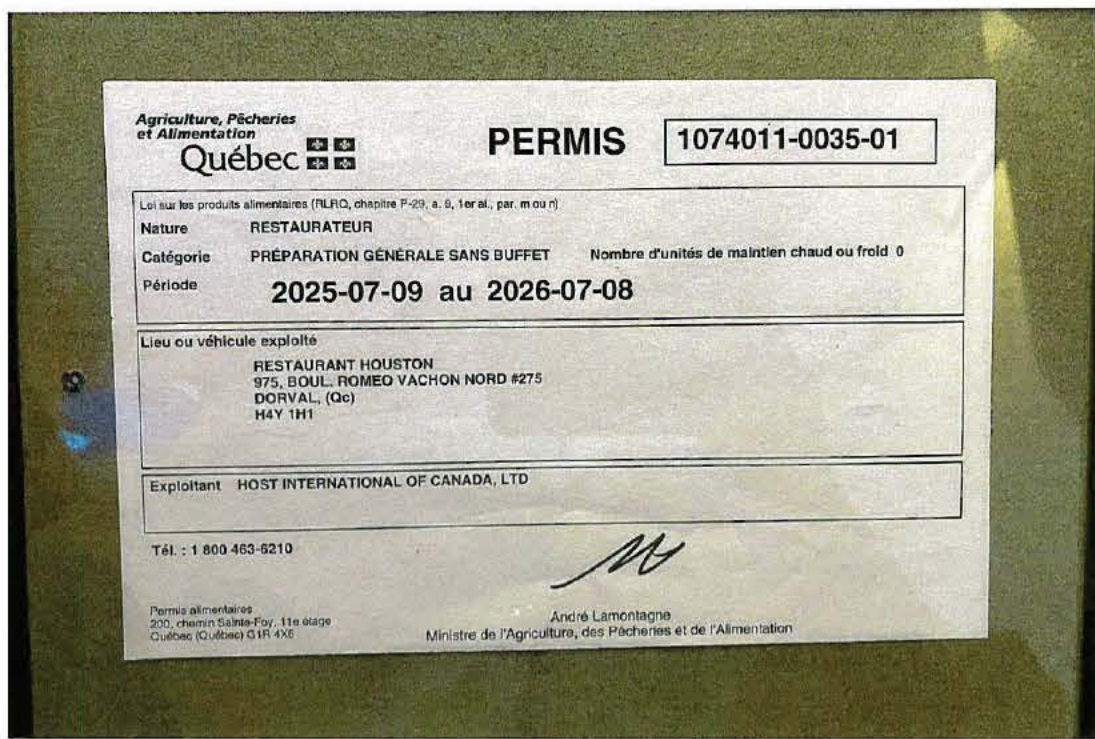 Agriculture, Pêcheries
et Alimentation
Québec
PERMIS
1074011-0035-01
Loi sur les produits alimentaires (RLRQ, chapitre P-29, a. 9, 1er al., par. m ou n)
Nature RESTAURATEUR
Catégorie PRÉPARATION GÉNÉRALE SANS BUFFET Nombre d'unités de maintien chaud ou froid 0
Période 2025-07-09 au 2026-07-08
Lieu ou véhicule exploité
RESTAURANT HOUSTON
975, BOUL. ROMEO VACHON NORD #275
DORVAL, (Qc)
H4Y 1H1
Exploitant HOST INTERNATIONAL OF CANADA, LTD
Tél. : 1 800 463-6210
Permis alimentaires
200, chemin Sainte-Foy, 11e étage
Québec (Québec) G1R 4X6
André Lamontagne
Ministre de l'Agriculture, des Pêcheries et de l'Alimentation